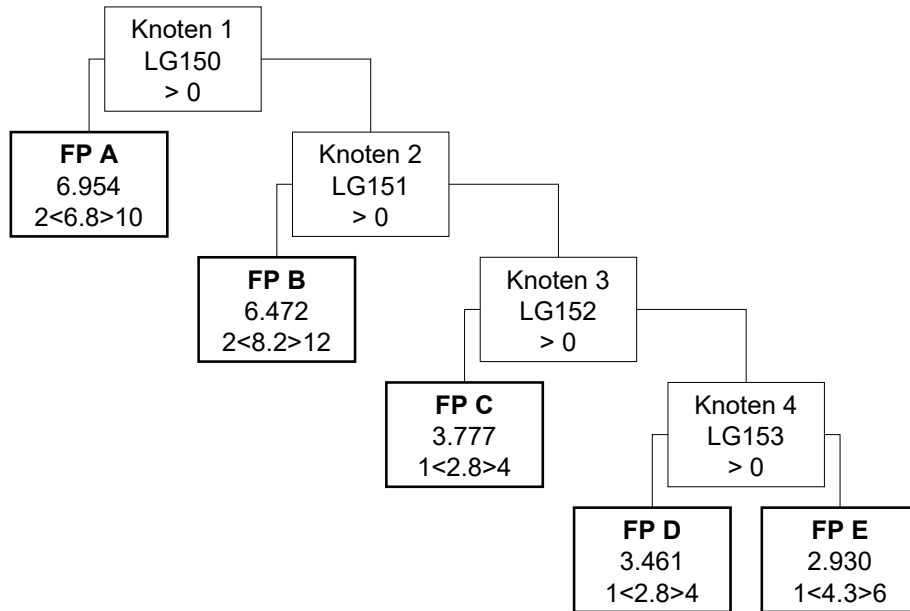 Knoten 1
LG150
> 0
FP A
6.954
2<6.8>10
Knoten 2
LG151
> 0
FP B
6.472
2<8.2>12
Knoten 3
LG152
> 0
FP C
3.777
1<2.8>4
Knoten 4
LG153
> 0
FP D
3.461
1<2.8>4
FP E
2.930
1<4.3>6